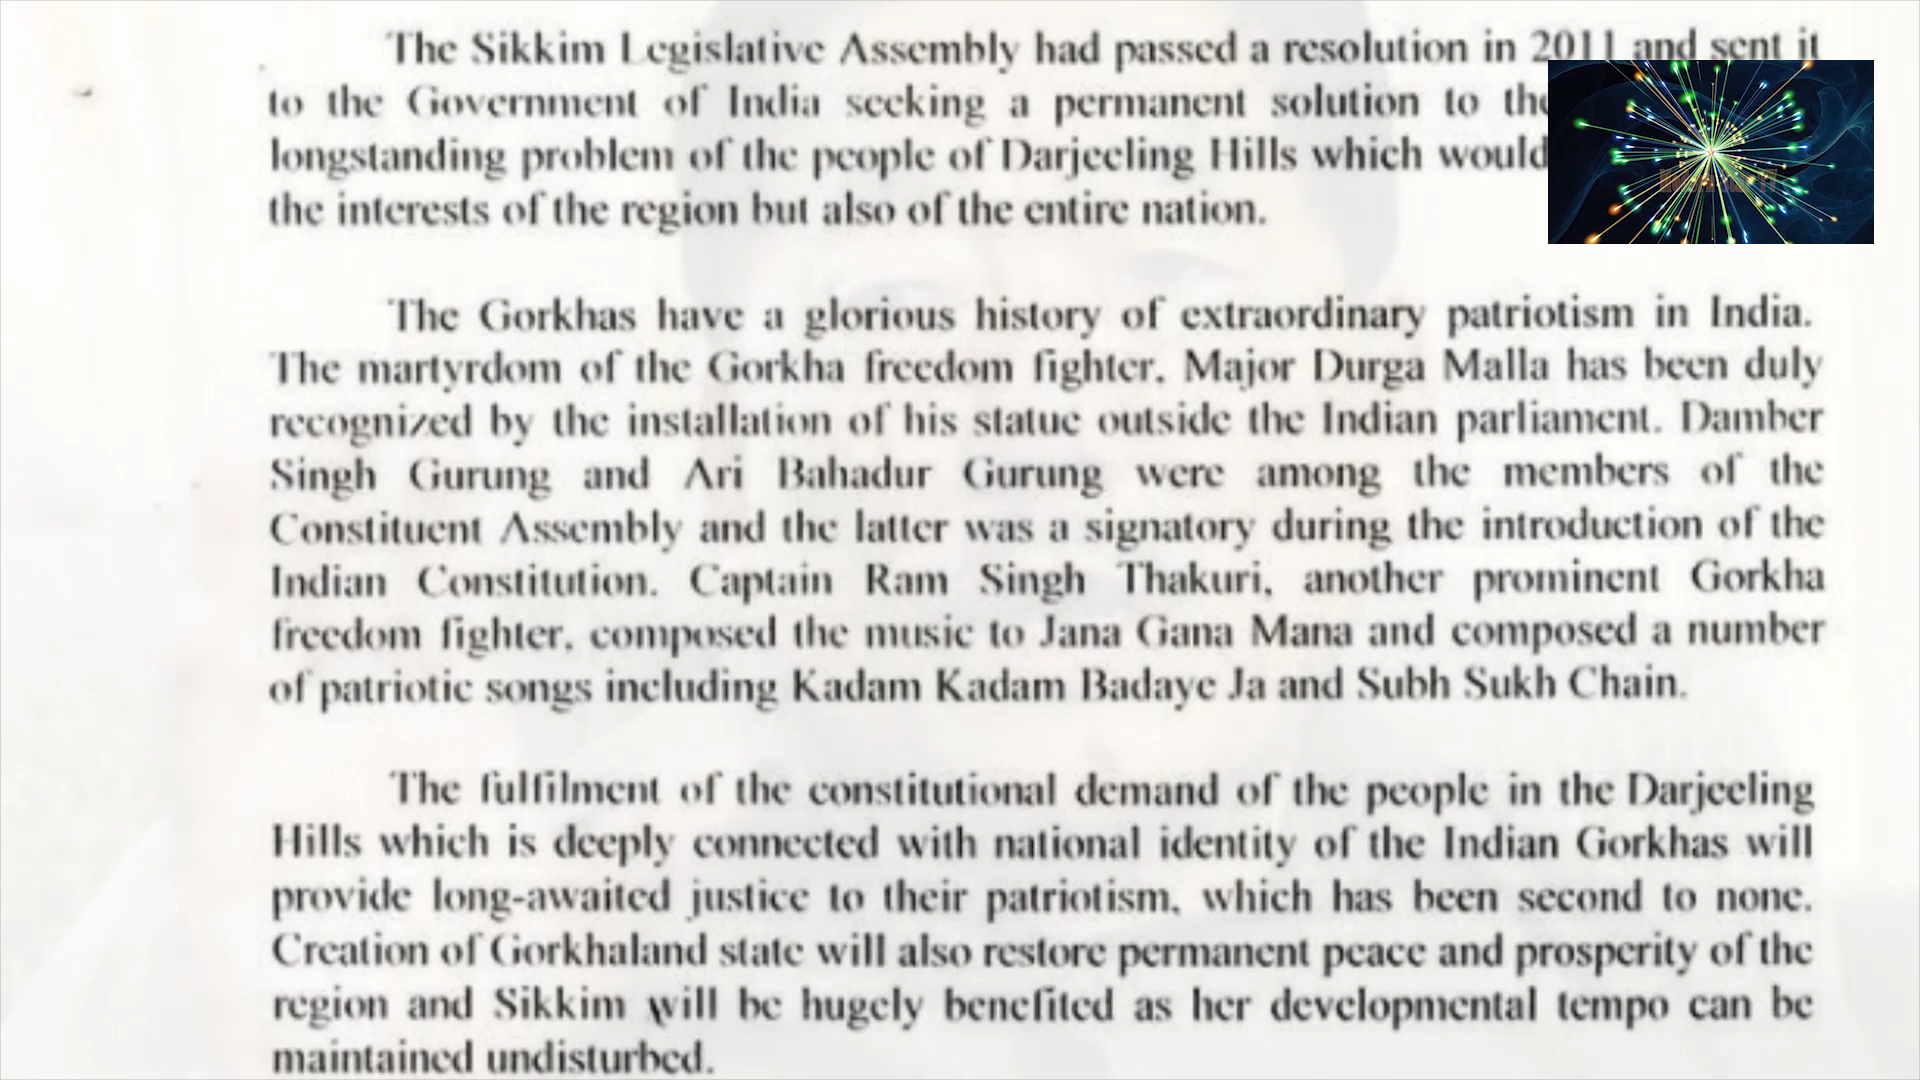 The Sikkim Legislative Assembly had passed a resolution in 2011 and sent it
to the Government of India seeking a permanent solution to the
longstanding problem of the people of Darjeeling Hills which would
the interests of the region but also of the entire nation.
The Gorkhas have a glorious history of extraordinary patriotism in India.
The martyrdom of the Gorkha freedom fighter, Major Durga Malla has been duly
recognized by the installation of his statue outside the Indian parliament. Damber
Singh Gurung and Ari Bahadur Gurung were among the members of the
Constituent Assembly and the latter was a signatory during the introduction of the
Indian Constitution. Captain Ram Singh Thakuri, another prominent Gorkha
freedom fighter, composed the music to Jana Gana Mana and composed a number
of patriotic songs including Kadam Kadam Badaye Ja and Subh Sukh Chain.
The fulfilment of the constitutional demand of the people in the Darjeeling
Hills which is deeply connected with national identity of the Indian Gorkhas will
provide long-awaited justice to their patriotism, which has been second to none.
Creation of Gorkhaland state will also restore permanent peace and prosperity of the
region and Sikkim will be hugely benefited as her developmental tempo can be
maintained undisturbed.